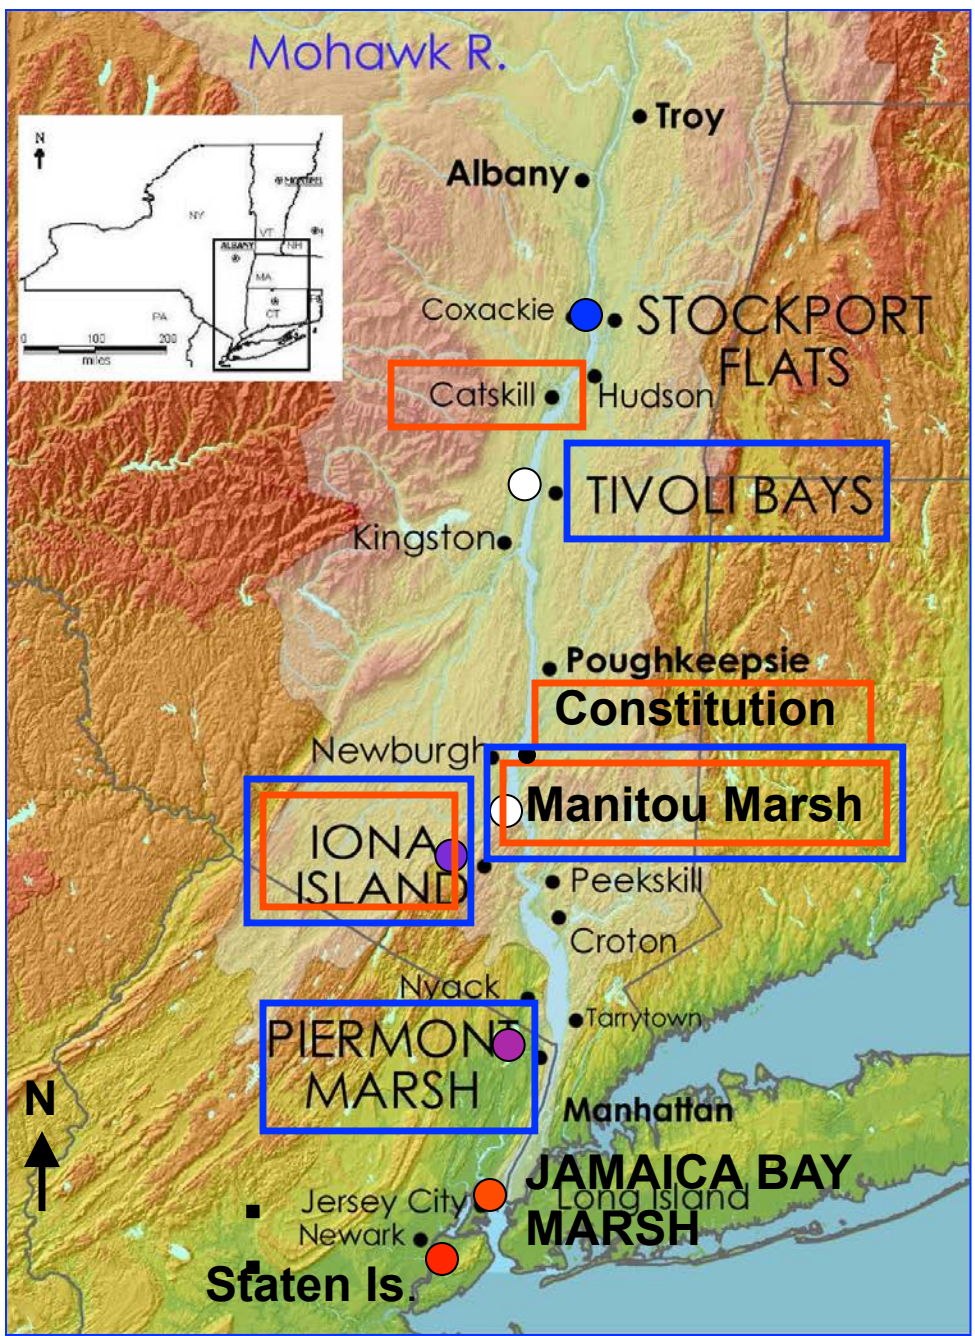 Mohawk R.
Troy
Albany
N
NY
VT
NH
ALBANY
MA
CT
PA
0 100 200
miles
Coxackie
STOCKPORT
FLATS
Catskill
Hudson
TIVOLI BAYS
Kingston
Poughkeepsie
Constitution
Newburgh
Manitou Marsh
IONA
ISLAND
Peekskill
Croton
Nyack
Tarrytown
PIERMONT
MARSH
N
Manhattan
JAMAICA BAY
MARSH
Long Island
Jersey City
Newark
Staten Is.